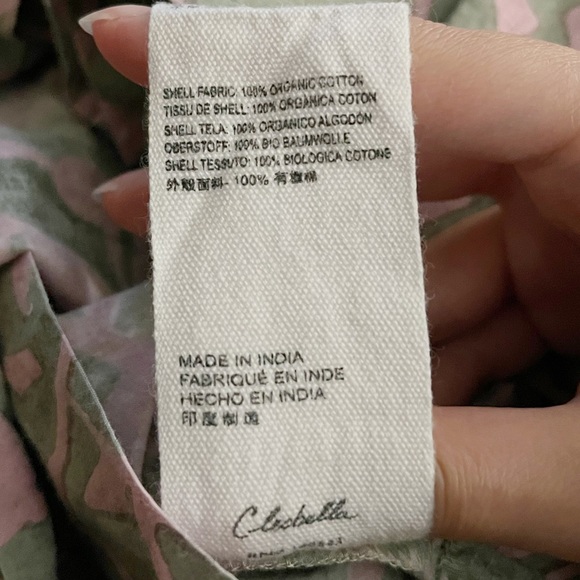 SHELL FABRIC: 100% ORGANIC COTTON
TISSU DE SHELL: 100% ORGANICA COTON
SHELL TELA: 100% ORGANICO ALGODON
OBERSTOFF: 100% BIO BAUMWOLLE
SHELL TESSUTO: 100% BIOLOGICA COTONE
外殼面料- 100% 有機棉
MADE IN INDIA
FABRIQUÉ EN INDE
HECHO EN INDIA
印度制造
Cleobella